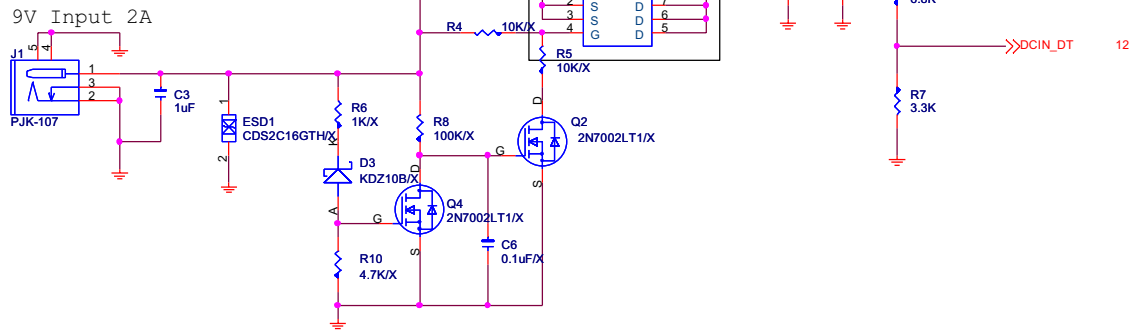 9V Input 2A
5
4
J1
1
3
2
PJK-107
C3
1uF
1
ESD1
CDS2C16GTH/X
2
R4
10K/X
S
3
S
4
G
D
D
6
D
5
R5
10K/X
R6
1K/X
K
D3
KDZ10B/X
A
R8
100K/X
D
G
Q4
2N7002LT1/X
S
D
G
Q2
2N7002LT1/X
S
C6
0.1uF/X
R10
4.7K/X
R7
3.3K
DCIN_DT
12